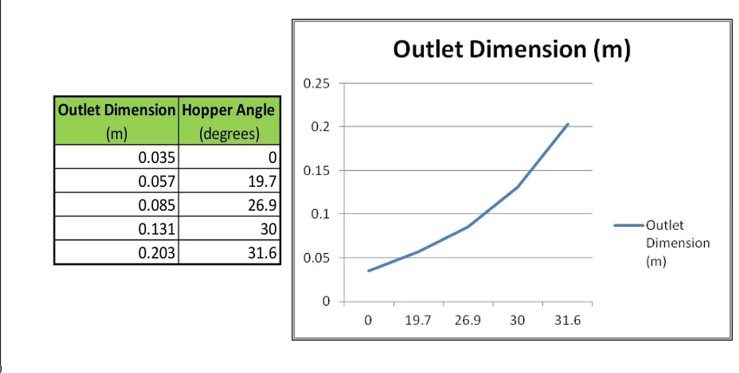 Outlet Dimension Hopper Angle
(m) (degrees)
0.035 0
0.057 19.7
0.085 26.9
0.131 30
0.203 31.6
Outlet Dimension (m)
0.25
0.2
0.15
0.1
0.05
0
0 19.7 26.9 30 31.6
Outlet
Dimension
(m)